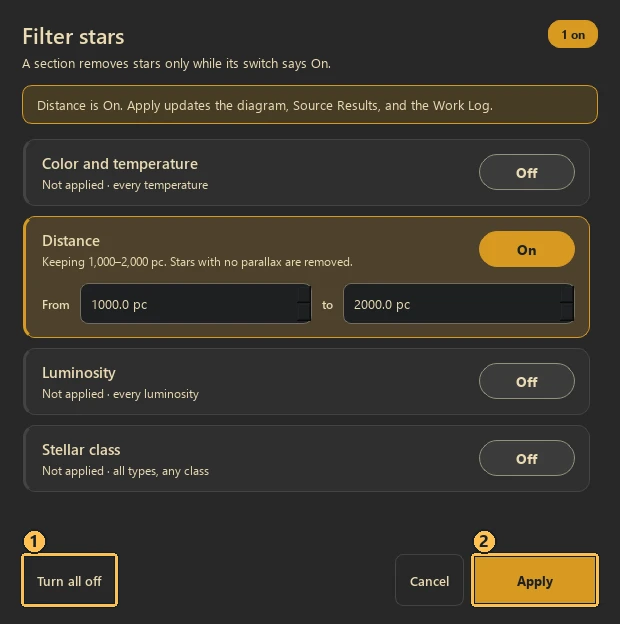 Filter stars
1 on
A section removes stars only while its switch says On.
Distance is On. Apply updates the diagram, Source Results, and the Work Log.
Color and temperature
Not applied · every temperature
Off
Distance
Keeping 1,000–2,000 pc. Stars with no parallax are removed.
On
From 1000.0 pc to 2000.0 pc
Luminosity
Not applied · every luminosity
Off
Stellar class
Not applied · all types, any class
Off
1
2
Turn all off
Cancel
Apply